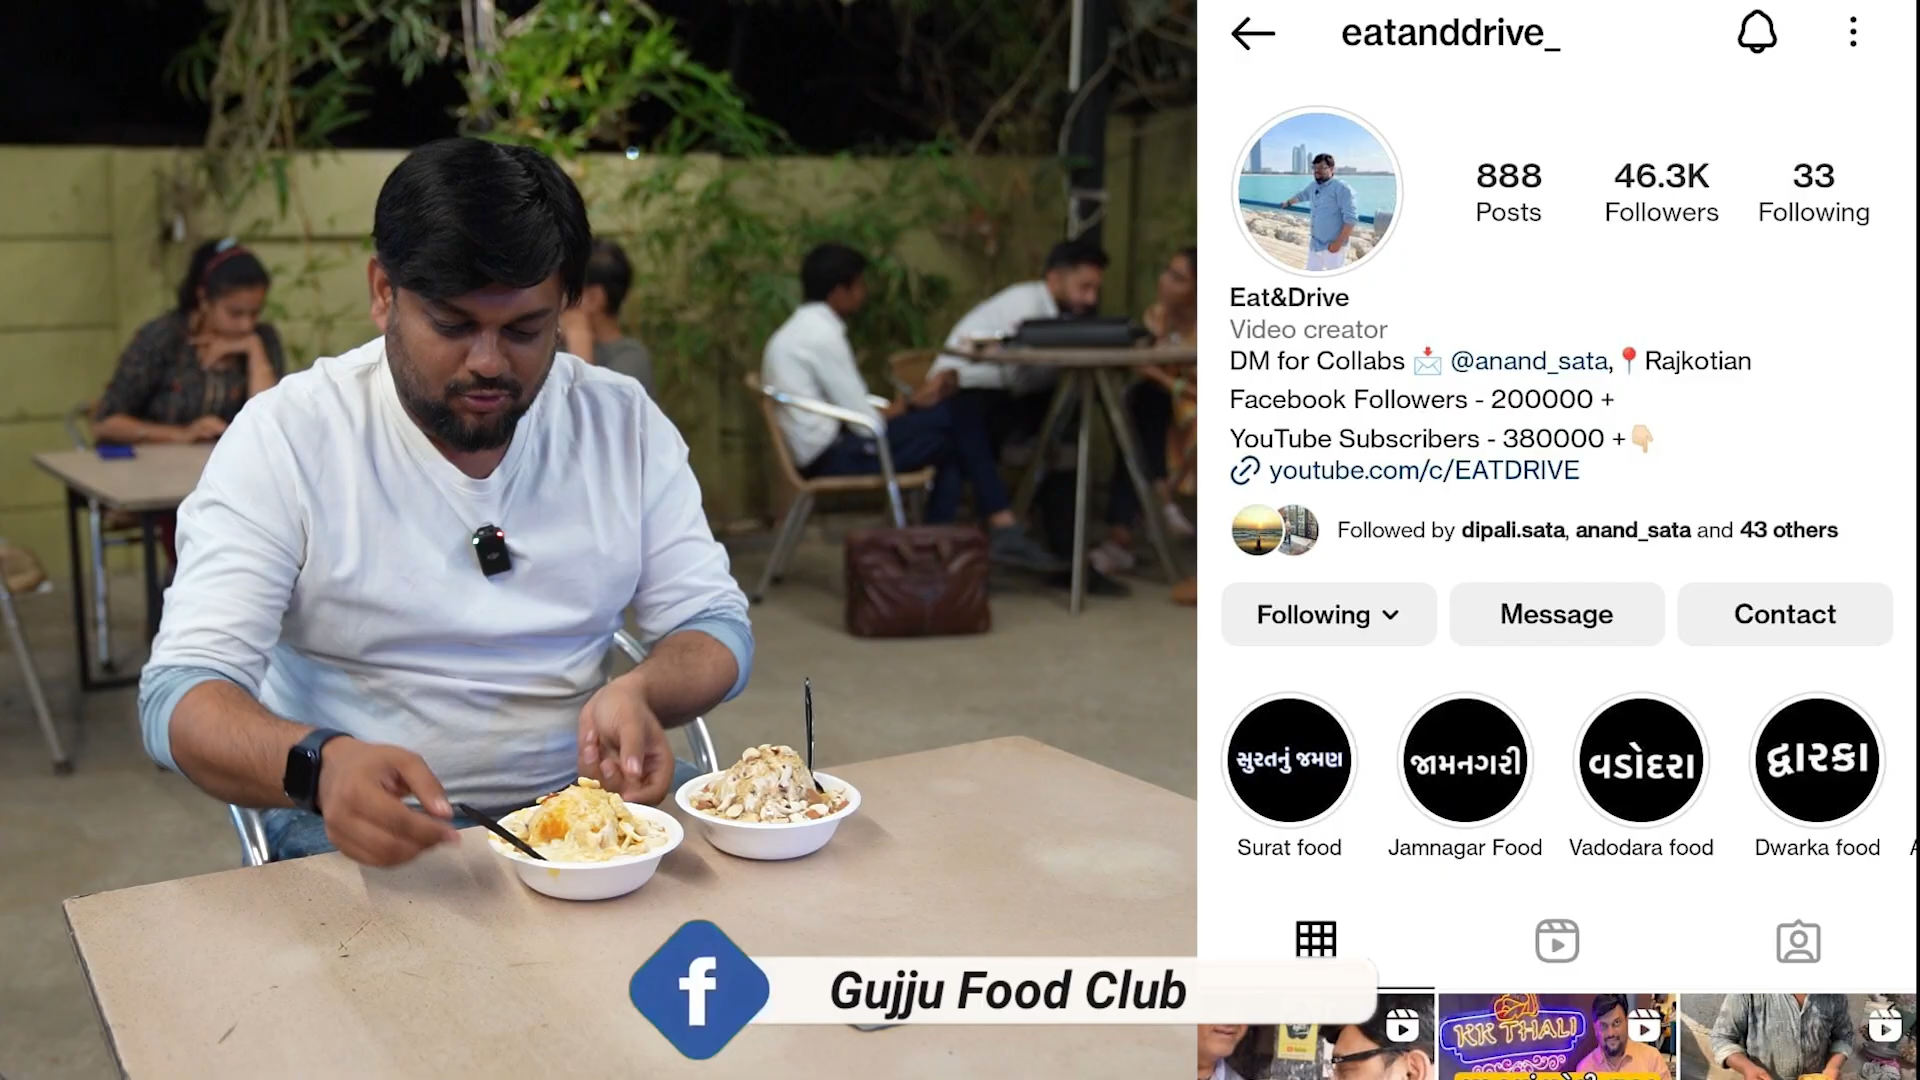 eatanddrive_
888
Posts
46.3K
Followers
33
Following
Eat&Drive
Video creator
DM for Collabs 📩 @anand_sata,📍Rajkotian
Facebook Followers - 200000 +
YouTube Subscribers - 380000 +👇🏻
youtube.com/c/EATDRIVE
Followed by dipali.sata, anand_sata and 43 others
Following
Message
Contact
સુરતનું જમણ
જામનગરી
વડોદરા
દ્વારકા
Surat food
Jamnagar Food
Vadodara food
Dwarka food
f
Gujju Food Club
KK THALI